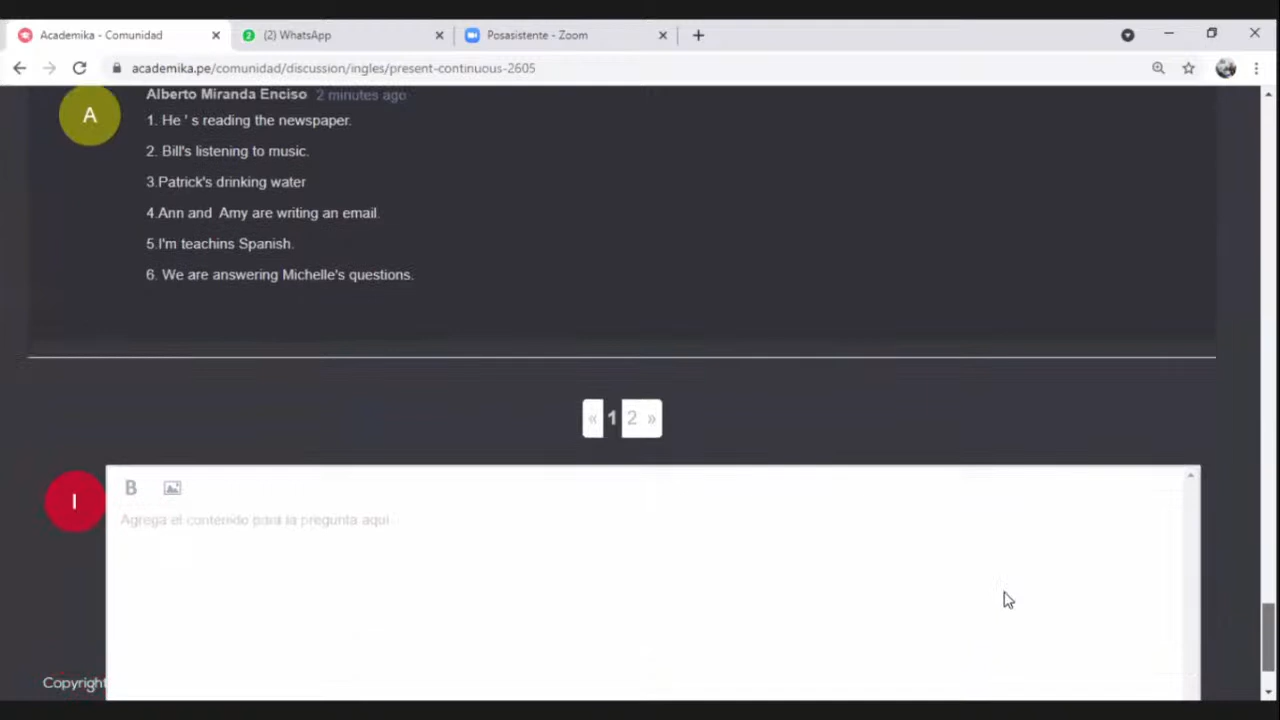 Academika - Comunidad
2
(2) WhatsApp
Posasistente - Zoom
academika.pe/comunidad/discussion/ingles/present-continuous-2605
Alberto Miranda Enciso 2 minutes ago
A
1. He ' s reading the newspaper.
2. Bill's listening to music.
3.Patrick's drinking water
4.Ann and Amy are writing an email.
5.I'm teachins Spanish.
6. We are answering Michelle's questions.
« 1 2 »
I
B
Agrega el contenido para la pregunta aqui
Copyright